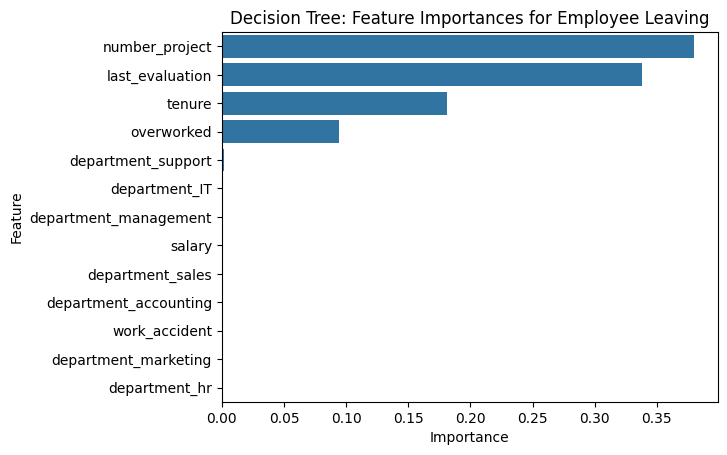 Decision Tree: Feature Importances for Employee Leaving
number_project
last_evaluation
tenure
overworked
department_support
department_IT
department_management
salary
department_sales
department_accounting
work_accident
department_marketing
department_hr
Feature
0.00 0.05 0.10 0.15 0.20 0.25 0.30 0.35
Importance